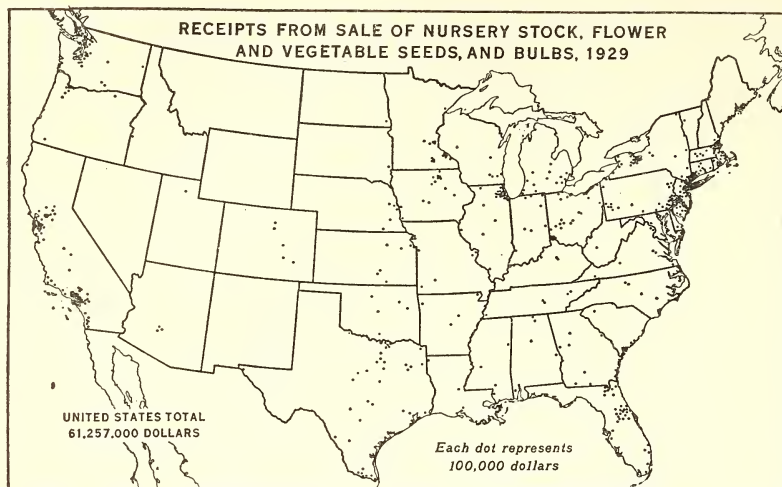 RECEIPTS FROM SALE OF NURSERY STOCK, FLOWER
AND VEGETABLE SEEDS, AND BULBS, 1929
UNITED STATES TOTAL
61,257,000 DOLLARS
Each dot represents
100,000 dollars